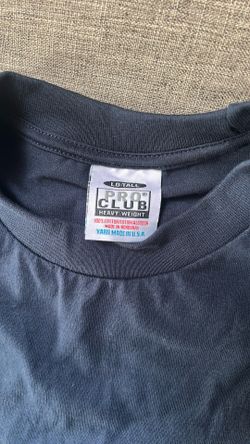 LG-TALL
PRO
CLUB
HEAVY WEIGHT
MADE IN HONDURAS
YARN MADE IN U.S.A